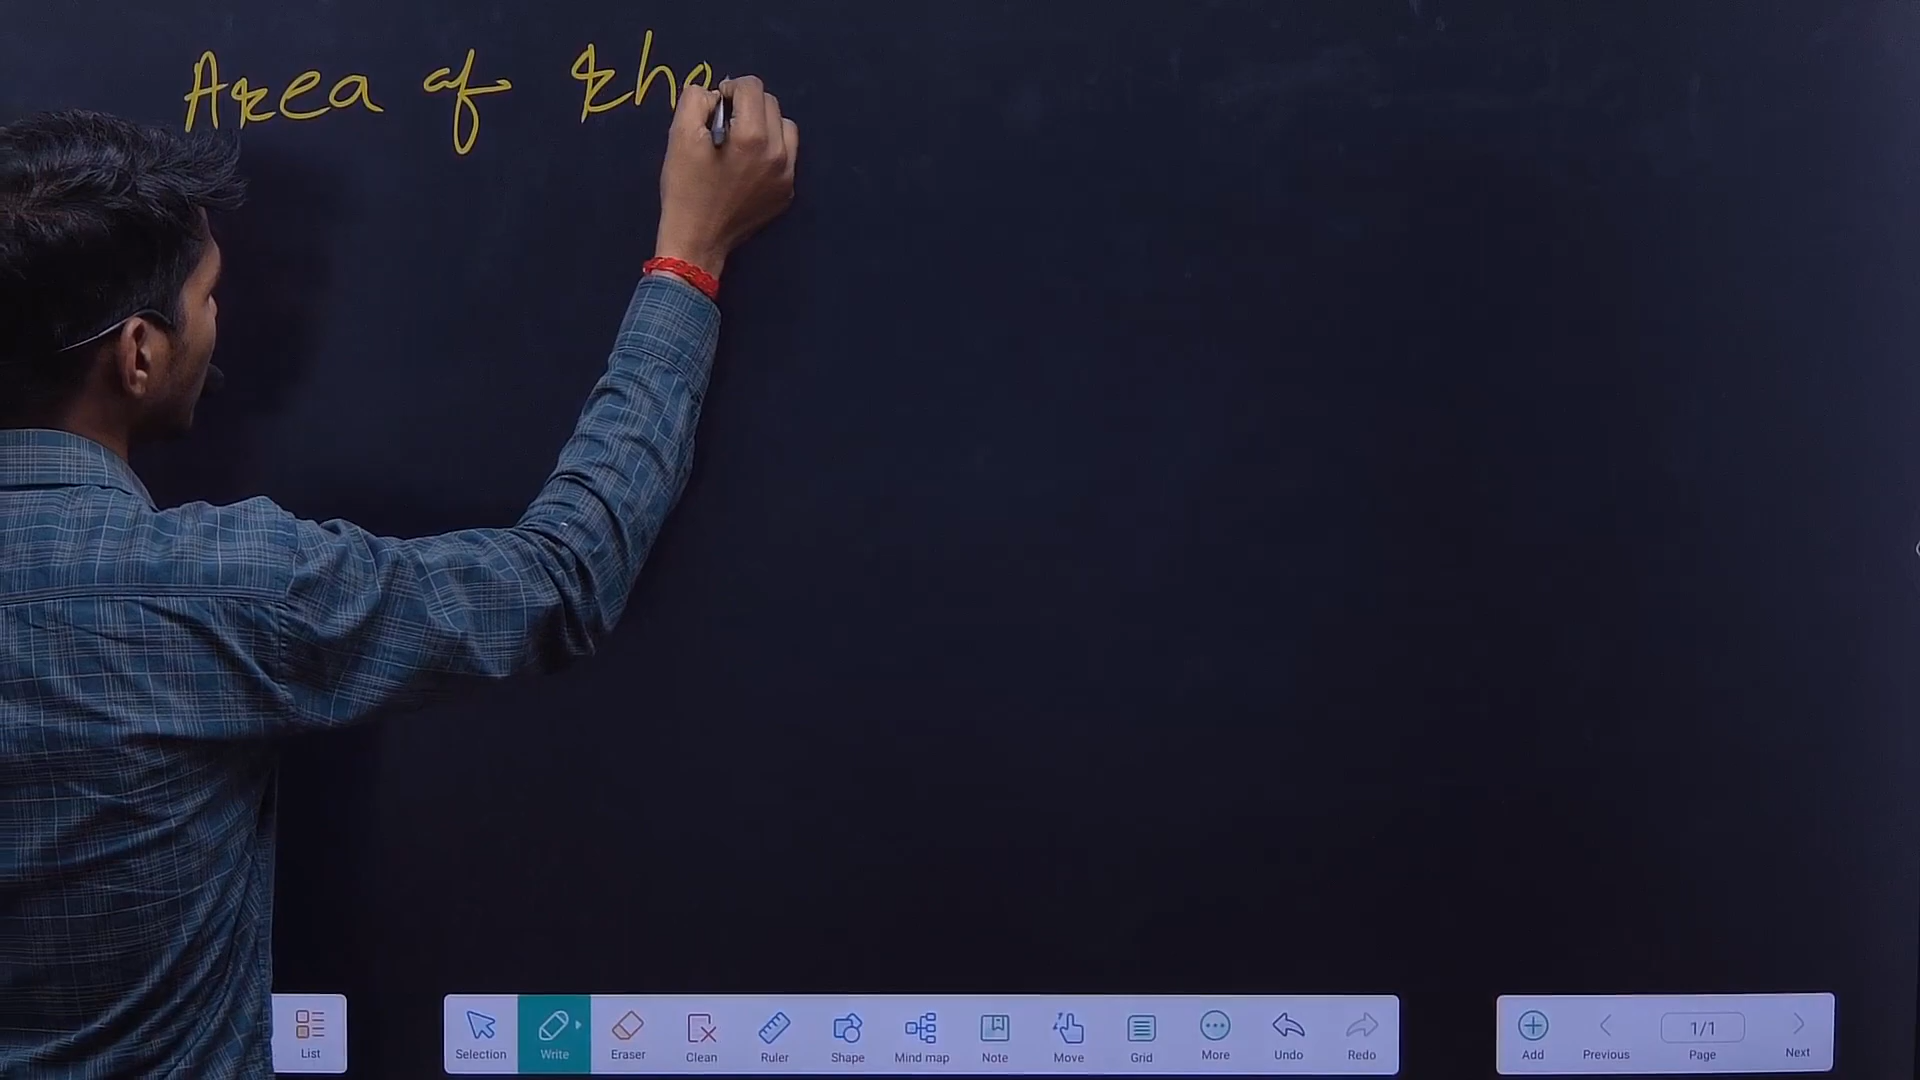 Area of rho
List
Selection Write Eraser Clean Ruler Shape Mind map Note Move Grid More Undo Redo
Add Previous 1/1 Page Next